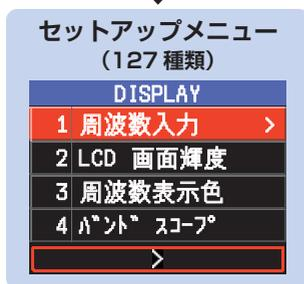 セットアップメニュー
(127 種類)
DISPLAY
1 周波数入力 >
2 LCD 画面輝度
3 周波数表示色
4 ﾊﾞﾝﾄﾞ ｽｺｰﾌﾟ
>